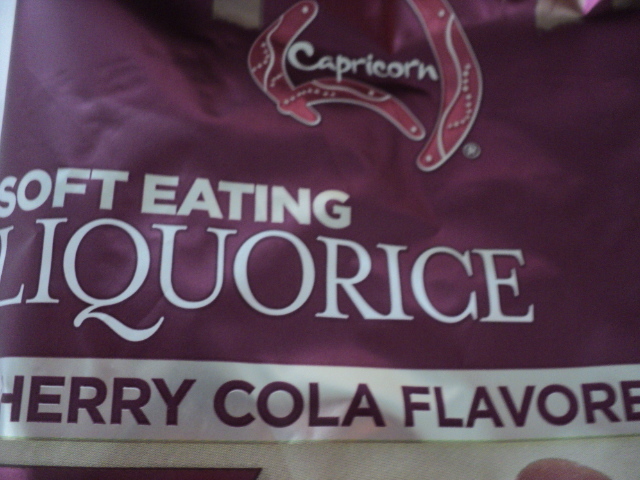 Capricorn
®
SOFT EATING
LIQUORICE
HERRY COLA FLAVORE